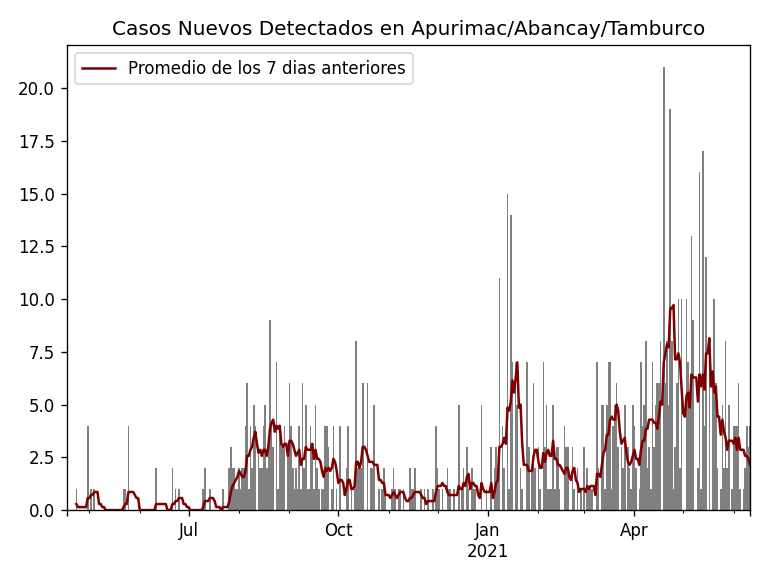 Casos Nuevos Detectados en Apurimac/Abancay/Tamburco
Promedio de los 7 dias anteriores
20.0
17.5
15.0
12.5
10.0
7.5
5.0
2.5
0.0
Jul
Oct
Jan
Apr
2021